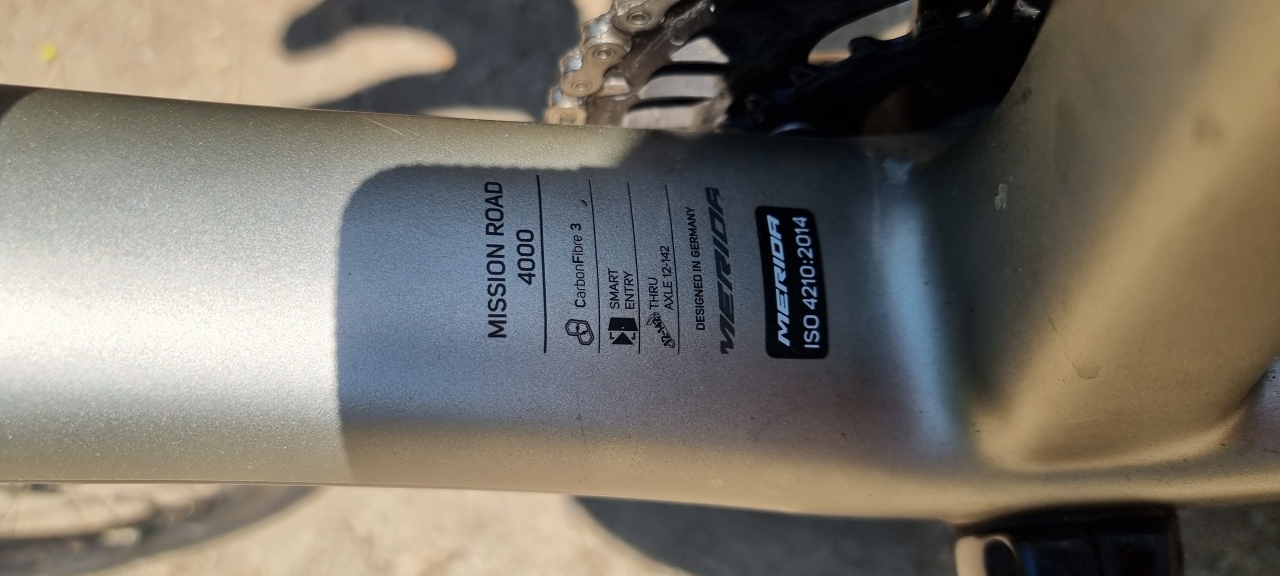 MISSION ROAD
4000
CarbonFibre 3
SMART
ENTRY
THRU
AXLE 12-142
DESIGNED IN GERMANY
MERIDA
MERIDA
ISO 4210:2014